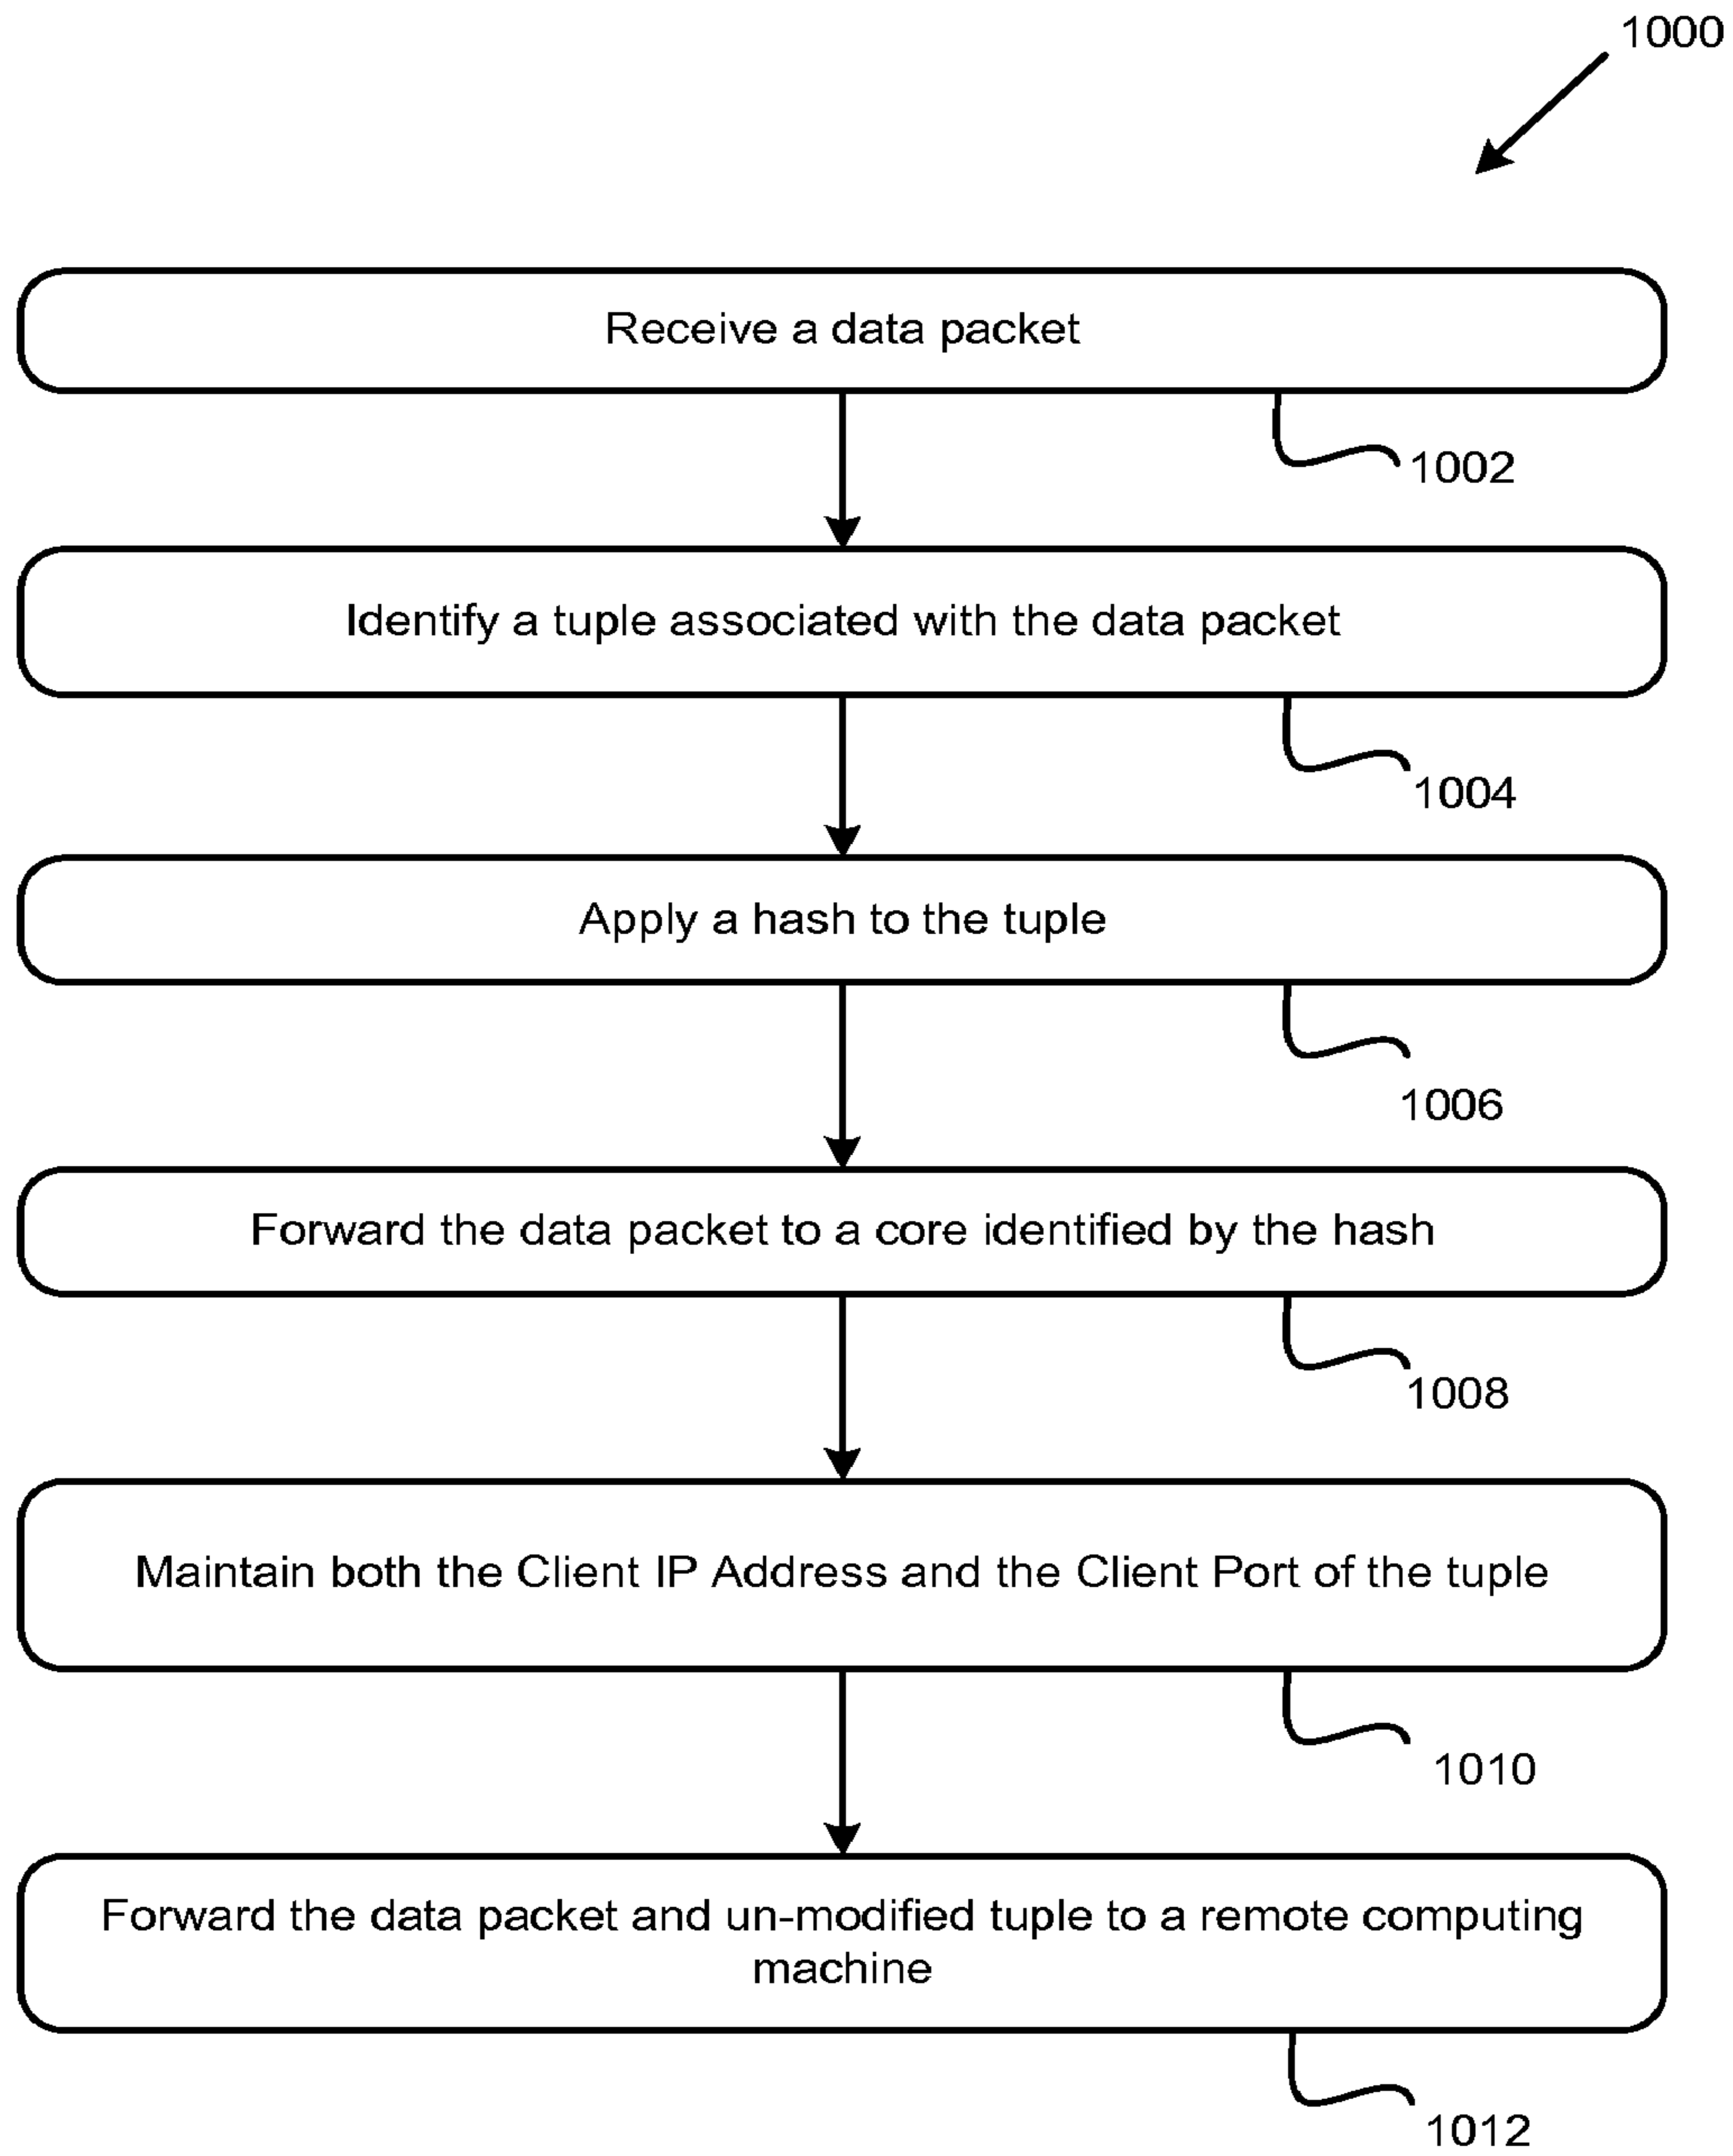 1000
Receive a data packet
1002
Identify a tuple associated with the data packet
1004
Apply a hash to the tuple
1006
Forward the data packet to a core identified by the hash
1008
Maintain both the Client IP Address and the Client Port of the tuple
1010
Forward the data packet and un-modified tuple to a remote computing
machine
1012